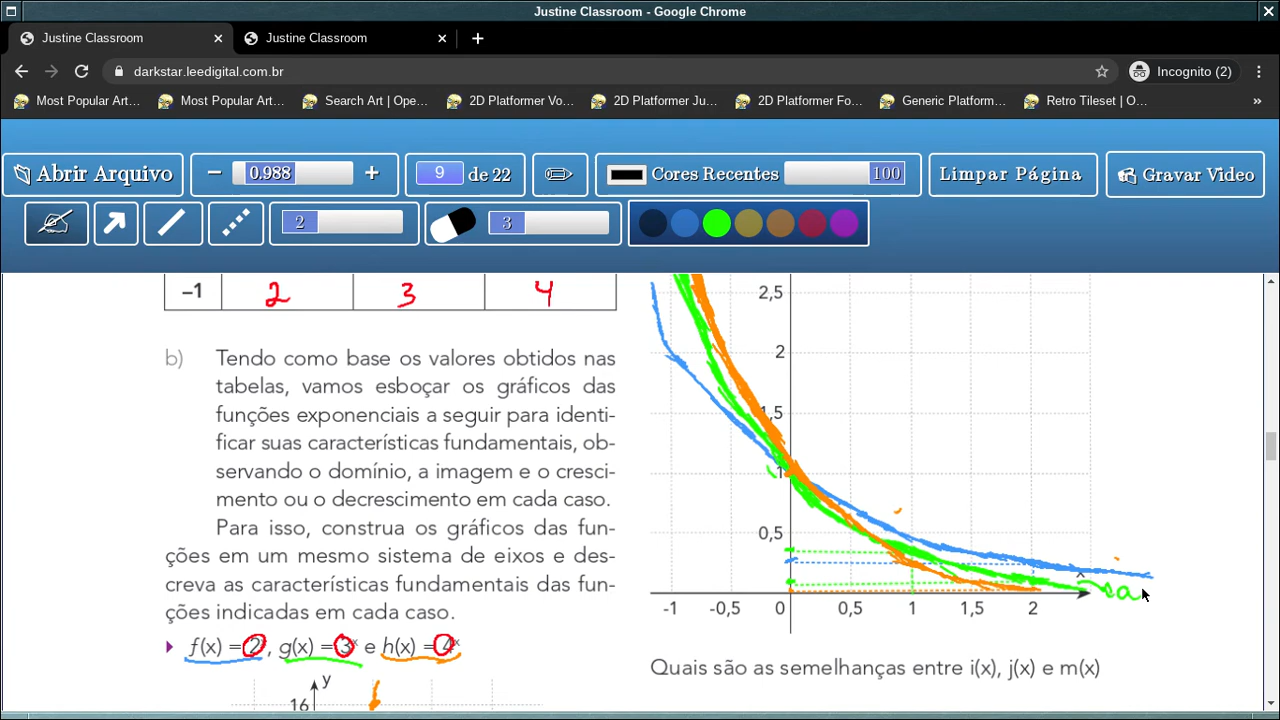 Justine Classroom - Google Chrome
Justine Classroom
Justine Classroom
darkstar.leedigital.com.br
Incognito (2)
Most Popular Art…
Most Popular Art…
Search Art | Ope…
2D Platformer Vo…
2D Platformer Ju…
2D Platformer Fo…
Generic Platform…
Retro Tileset | O…
Abrir Arquivo
0.988
9
de 22
Cores Recentes
100
Limpar Página
Gravar Video
2
3
–1 2 3 4
b) Tendo como base os valores obtidos nas
tabelas, vamos esboçar os gráficos das
funções exponenciais a seguir para identi-
ficar suas características fundamentais, ob-
servando o domínio, a imagem e o cresci-
mento ou o decrescimento em cada caso.
Para isso, construa os gráficos das fun-
ções em um mesmo sistema de eixos e des-
creva as características fundamentais das fun-
ções indicadas em cada caso.
f(x) = 2ˣ, g(x) = 3ˣ e h(x) = 4ˣ
y
16
2,5
2
1,5
1
0,5
x
-1 -0,5 0 0,5 1 1,5 2
Quais são as semelhanças entre i(x), j(x) e m(x)